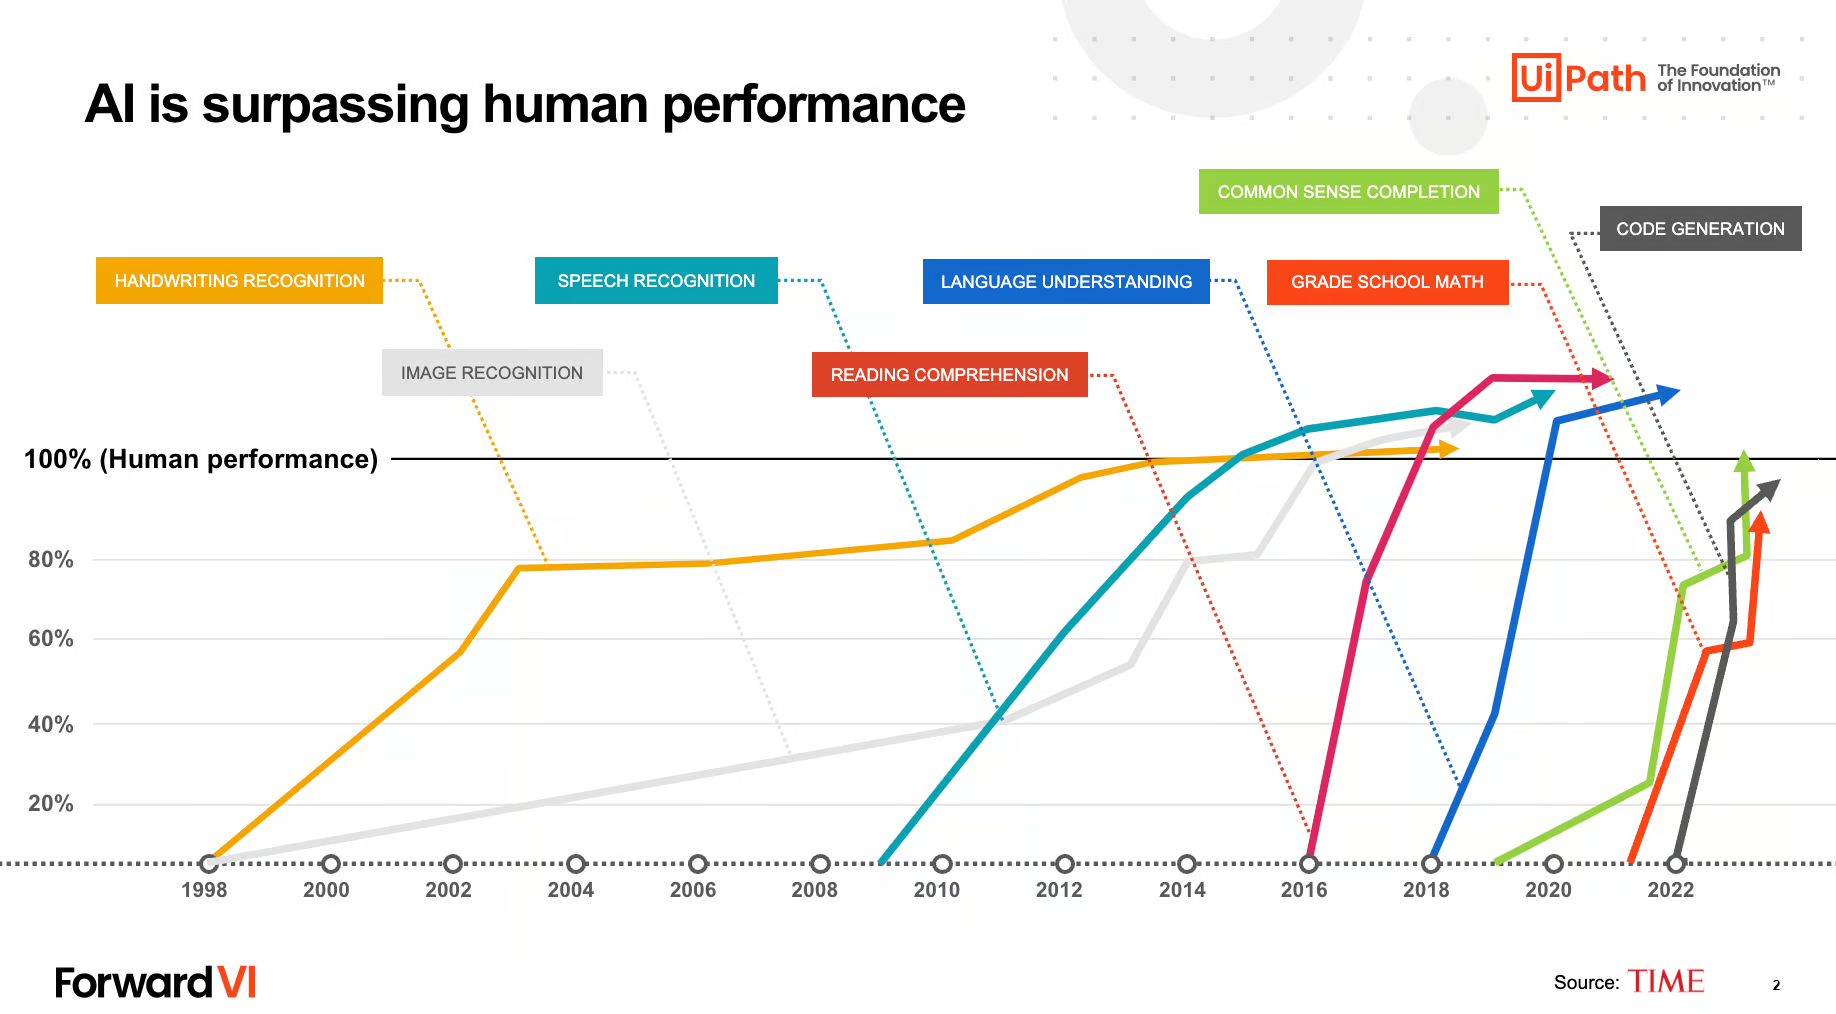 AI is surpassing human performance
UiPath
The Foundation
of Innovation™
COMMON SENSE COMPLETION
CODE GENERATION
HANDWRITING RECOGNITION
SPEECH RECOGNITION
LANGUAGE UNDERSTANDING
GRADE SCHOOL MATH
IMAGE RECOGNITION
READING COMPREHENSION
100% (Human performance)
80%
60%
40%
20%
1998 2000 2002 2004 2006 2008 2010 2012 2014 2016 2018 2020 2022
Forward VI
Source: TIME
2